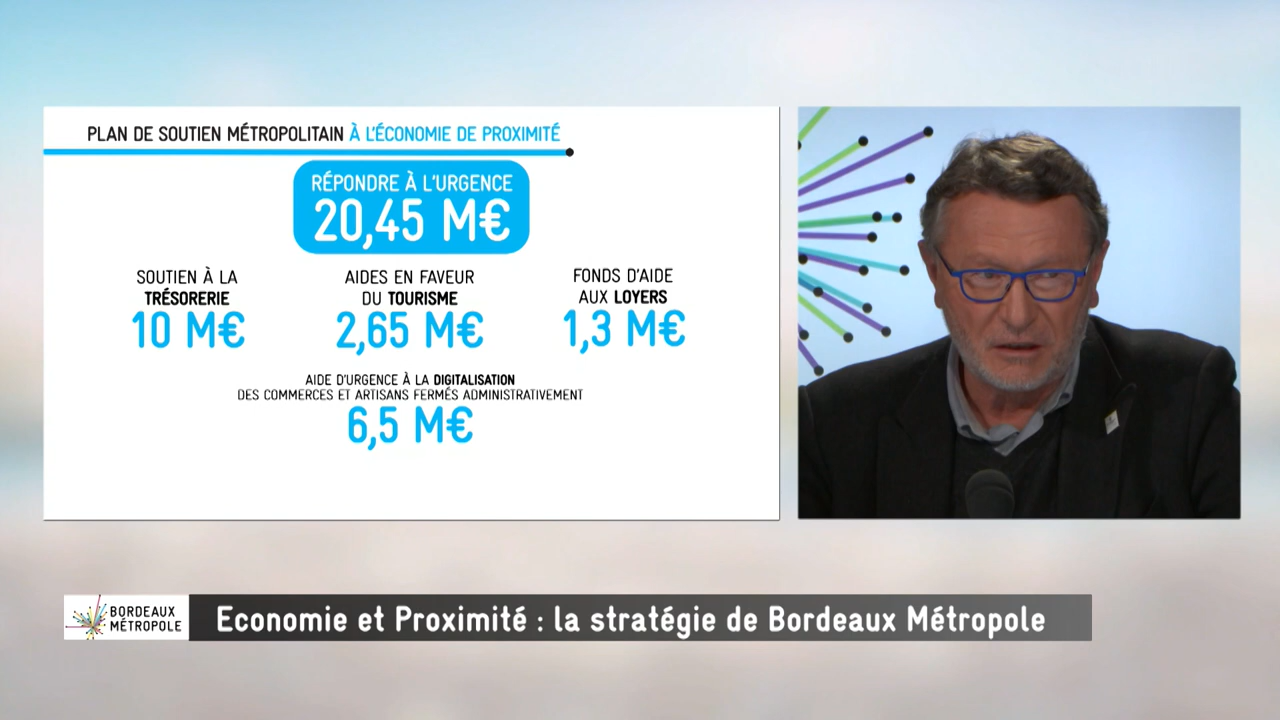 PLAN DE SOUTIEN MÉTROPOLITAIN À L'ÉCONOMIE DE PROXIMITÉ
RÉPONDRE À L'URGENCE
20,45 M€
SOUTIEN À LA
TRÉSORERIE
10 M€
AIDES EN FAVEUR
DU TOURISME
2,65 M€
FONDS D'AIDE
AUX LOYERS
1,3 M€
AIDE D'URGENCE À LA DIGITALISATION
DES COMMERCES ET ARTISANS FERMÉS ADMINISTRATIVEMENT
6,5 M€
BORDEAUX
MÉTROPOLE
Economie et Proximité : la stratégie de Bordeaux Métropole